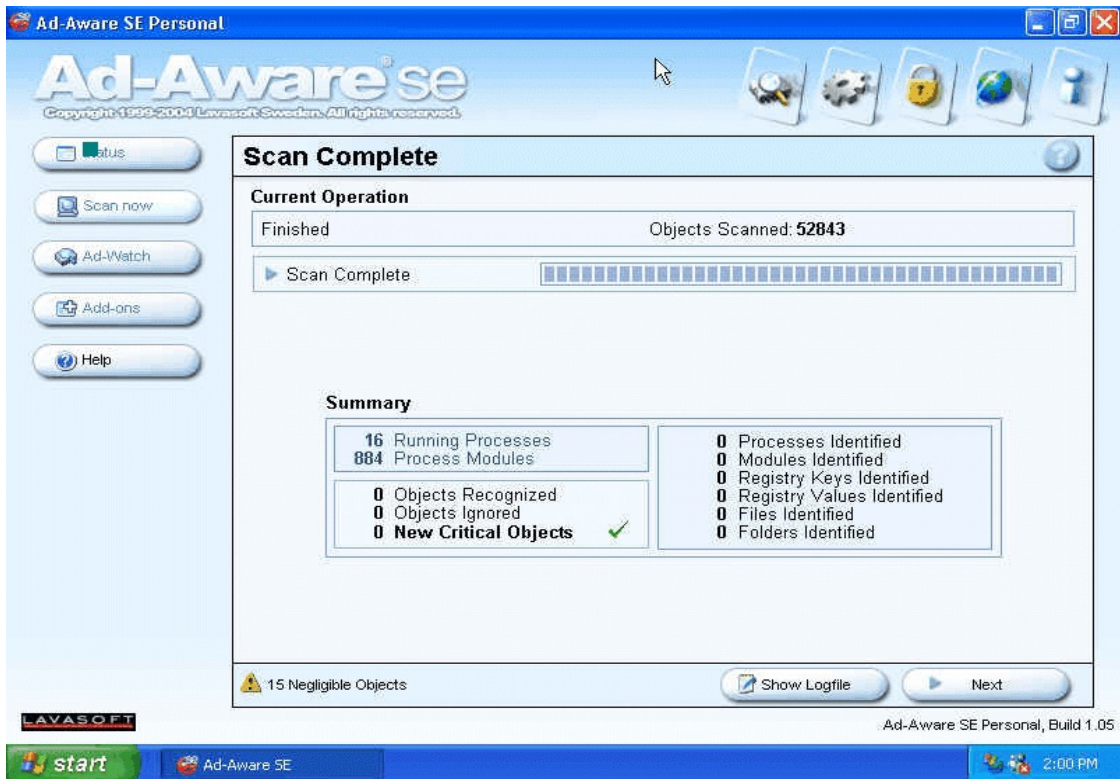 Ad-Aware SE Personal
Ad-Aware® se
Copyright 1999-2004 Lavasoft Sweden. All rights reserved.
Scan now
Ad-Watch
Add-ons
Help
Scan Complete
Current Operation
Finished
Objects Scanned: 52843
Scan Complete
Summary
16 Running Processes
884 Process Modules
0 Objects Recognized
0 Objects Ignored
0 New Critical Objects
0 Processes Identified
0 Modules Identified
0 Registry Keys Identified
0 Registry Values Identified
0 Files Identified
0 Folders Identified
15 Negligible Objects
Show Logfile
Next
LAVASOFT
Ad-Aware SE Personal, Build 1.05
start
Ad-Aware SE
2:00 PM